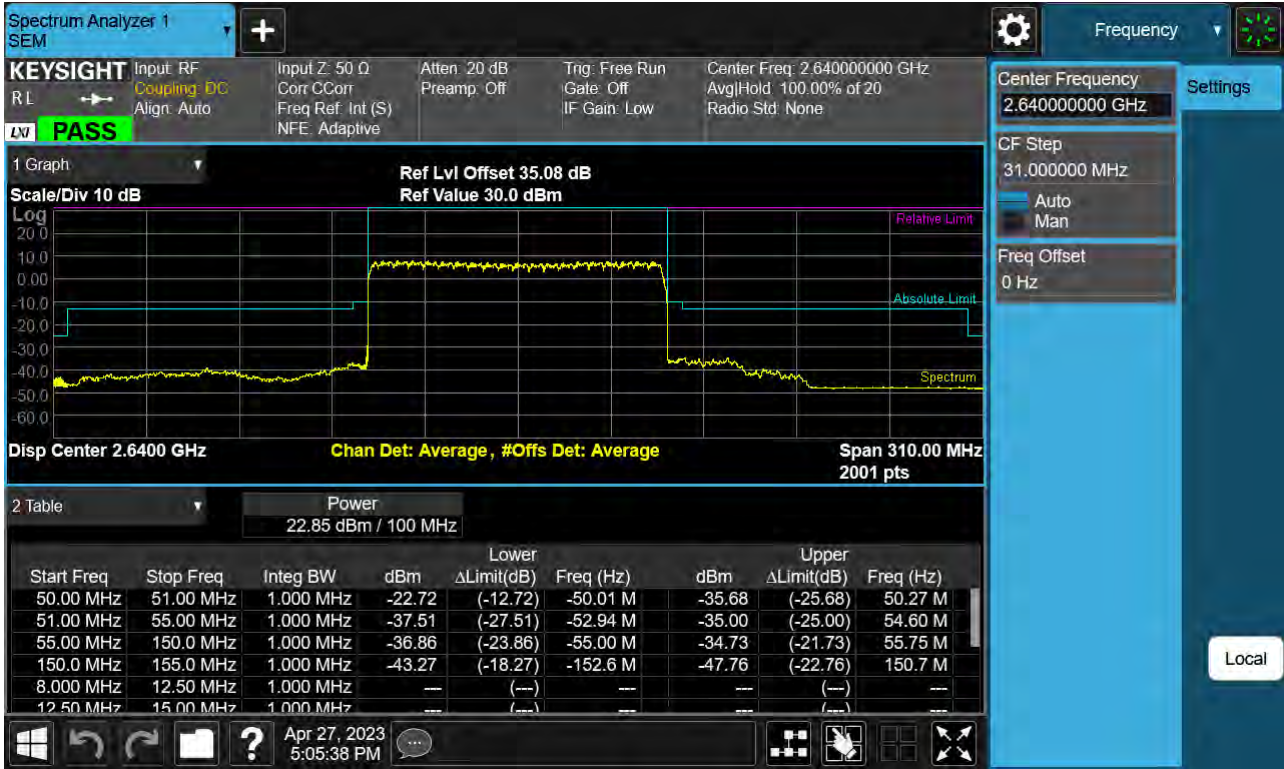 Spectrum Analyzer 1
SEM
Frequency
KEYSIGHT
Input: RF
Coupling: DC
Align: Auto
Input Z: 50 Ω
Corr CCorr
Freq Ref: Int (S)
NFE: Adaptive
Atten: 20 dB
Preamp: Off
Trig: Free Run
Gate: Off
IF Gain: Low
Center Freq: 2.640000000 GHz
Avg|Hold: 100.00% of 20
Radio Std: None
R L
LXI PASS
Center Frequency
2.640000000 GHz
Settings
CF Step
31.000000 MHz
Auto
Man
Freq Offset
0 Hz
Local
1 Graph
Scale/Div 10 dB
Ref Lvl Offset 35.08 dB
Ref Value 30.0 dBm
Log
20.0
10.0
0.00
-10.0
-20.0
-30.0
-40.0
-50.0
-60.0
Relative Limit
Absolute Limit
Spectrum
Disp Center 2.6400 GHz Chan Det: Average, #Offs Det: Average Span 310.00 MHz
2001 pts
2 Table
Power
22.85 dBm / 100 MHz
Lower Upper
Start Freq Stop Freq Integ BW dBm ΔLimit(dB) Freq (Hz) dBm ΔLimit(dB) Freq (Hz)
50.00 MHz 51.00 MHz 1.000 MHz -22.72 (-12.72) -50.01 M -35.68 (-25.68) 50.27 M
51.00 MHz 55.00 MHz 1.000 MHz -37.51 (-27.51) -52.94 M -35.00 (-25.00) 54.60 M
55.00 MHz 150.0 MHz 1.000 MHz -36.86 (-23.86) -55.00 M -34.73 (-21.73) 55.75 M
150.0 MHz 155.0 MHz 1.000 MHz -43.27 (-18.27) -152.6 M -47.76 (-22.76) 150.7 M
8.000 MHz 12.50 MHz 1.000 MHz --- (---) --- --- (---) ---
12.50 MHz 15.00 MHz 1.000 MHz --- (---) --- --- (---) ---
? Apr 27, 2023
5:05:38 PM